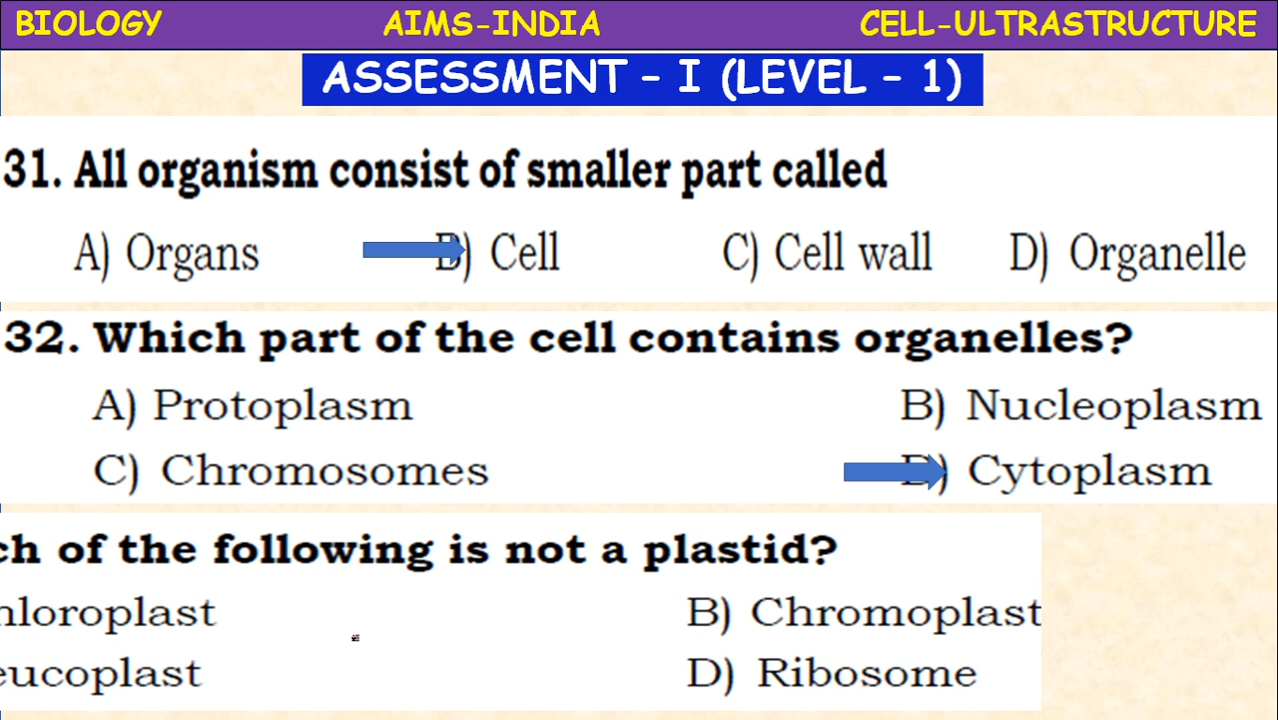 BIOLOGY AIMS-INDIA CELL-ULTRASTRUCTURE
ASSESSMENT - I (LEVEL - 1)
31. All organism consist of smaller part called
A) Organs B) Cell C) Cell wall D) Organelle
32. Which part of the cell contains organelles?
A) Protoplasm B) Nucleoplasm
C) Chromosomes D) Cytoplasm
ch of the following is not a plastid?
hloroplast B) Chromoplast
eucoplast D) Ribosome